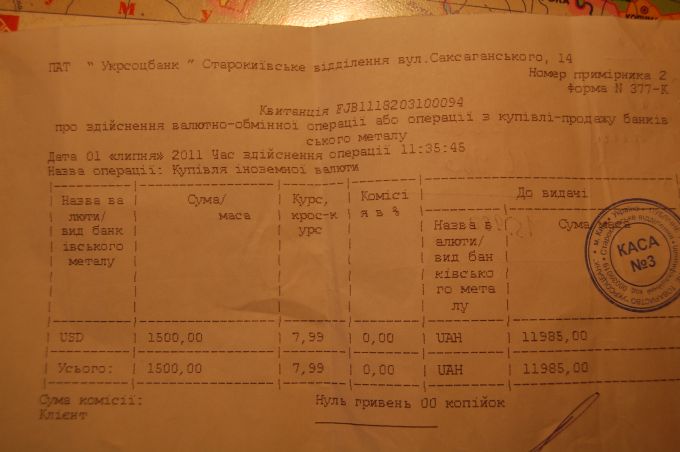 ПАТ " Укрсоцбанк " Старокиївське відділення вул.Саксаганського, 14
Номер примірника 2
Форма N 377-К
Квитанція FJB1118203100094
про здійснення валютно-обмінної операції або операції з купівлі-продажу банків
ського металу
Дата 01 «липня» 2011 Час здійснення операції 11:35:45
Назва операції: Купівля іноземної валюти
Назва ва
люти/
вид банк
івського
металу
Сума/
маса
Курс,
крос-к
урс
Комісі
я в %
До видачі
Назва в
алюти/
вид бан
ківсько
го мета
лу
Сума/маса
USD 1500,00 7,99 0,00 UAH 11985,00
Усього: 1500,00 7,99 0,00 UAH 11985,00
Сума комісії: Нуль гривень 00 копійок
Клієнт
КАСА
№3